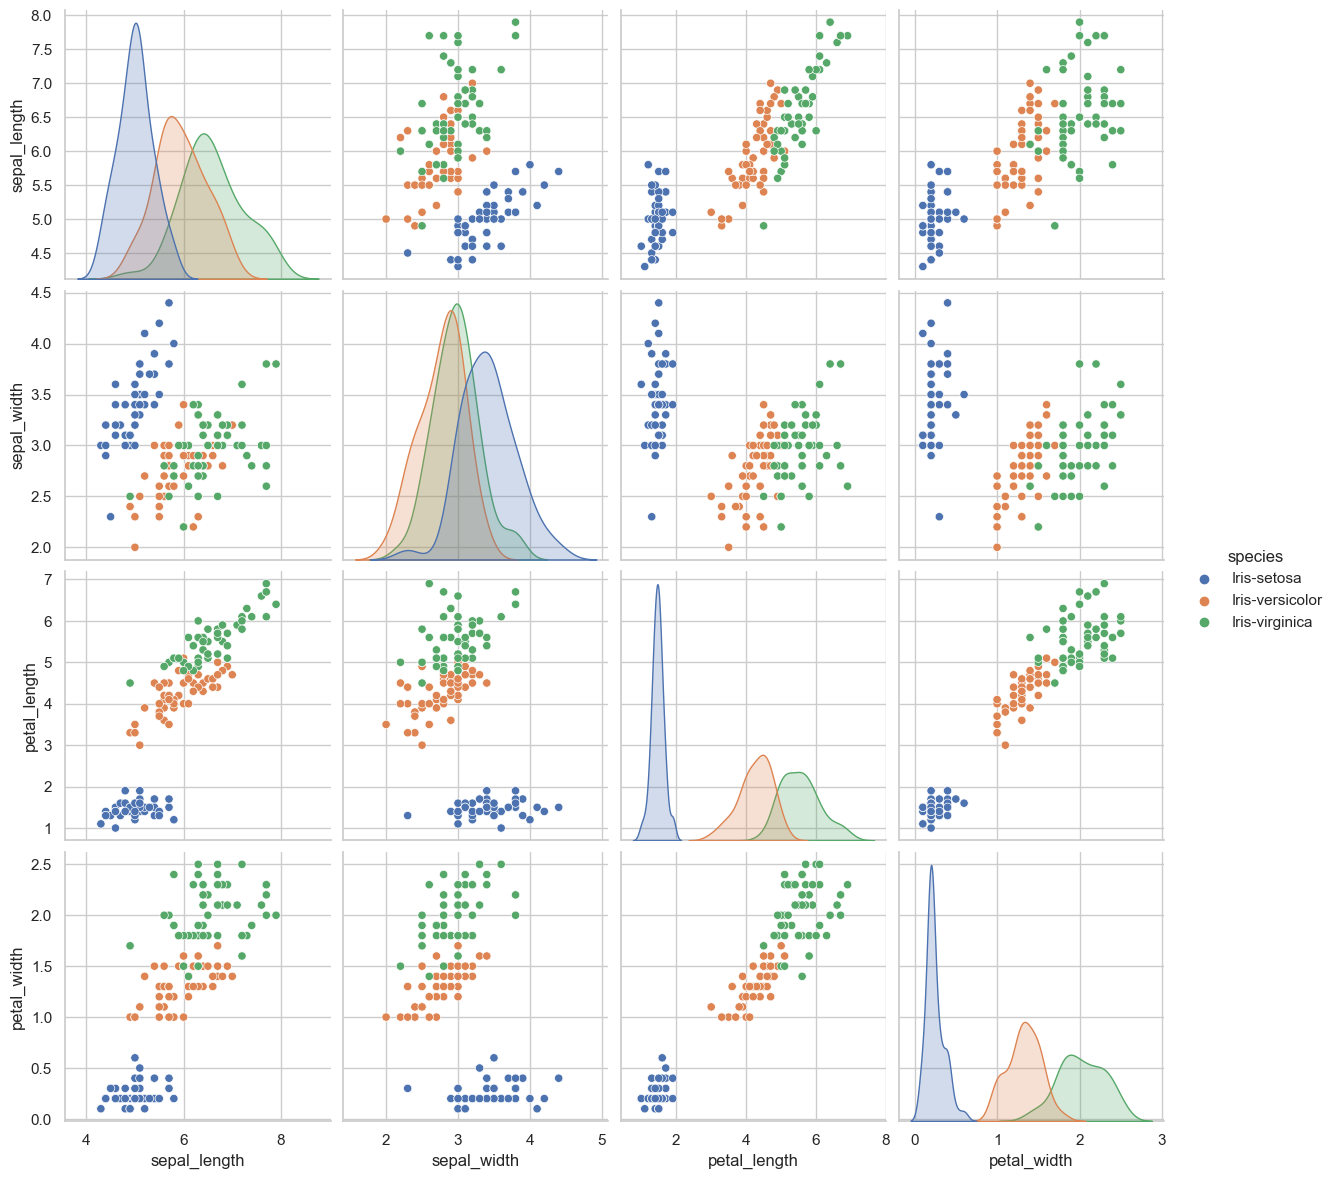 8.0
7.5
7.0
6.5
6.0
5.5
5.0
4.5
sepal_length
4.5
4.0
3.5
3.0
2.5
2.0
sepal_width
species
Iris-setosa
Iris-versicolor
Iris-virginica
7
6
5
4
3
2
1
petal_length
2.5
2.0
1.5
1.0
0.5
0.0
petal_width
4 6 8
sepal_length
2 3 4 5
sepal_width
2 4 6 8
petal_length
0 1 2 3
petal_width